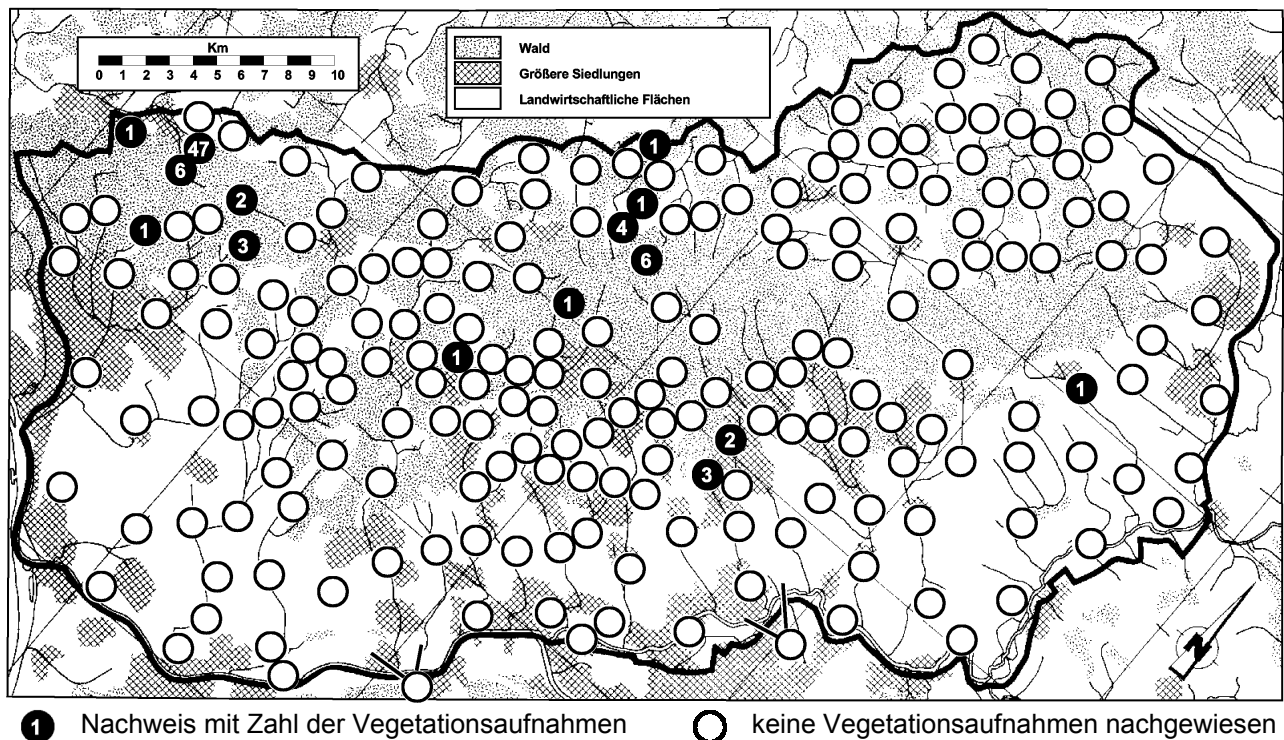 Km
0 1 2 3 4 5 6 7 8 9 10
Wald
Größere Siedlungen
Landwirtschaftliche Flächen
1
47
6
2
1
3
1
1
4
6
1
1
1
2
3
N
1 Nachweis mit Zahl der Vegetationsaufnahmen
keine Vegetationsaufnahmen nachgewiesen